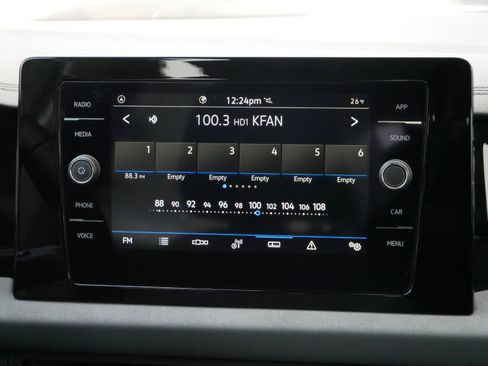 RADIO
MEDIA
PHONE
VOICE
12:24pm
26°F
100.3 HD1 KFAN
1 2 3 4 5 6
88.3 FM Empty Empty Empty Empty Empty
88 90 92 94 96 98 100 102 104 106 108
FM
APP
SOUND
CAR
MENU